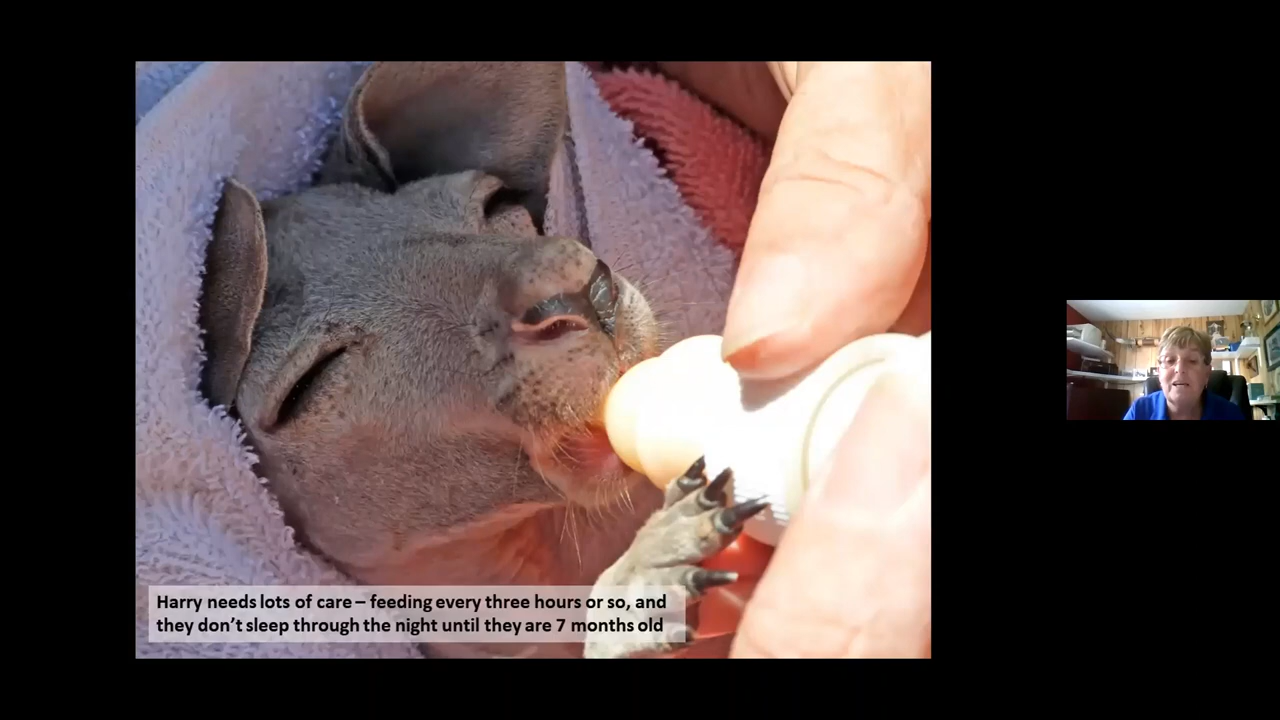 Harry needs lots of care – feeding every three hours or so, and
they don’t sleep through the night until they are 7 months old